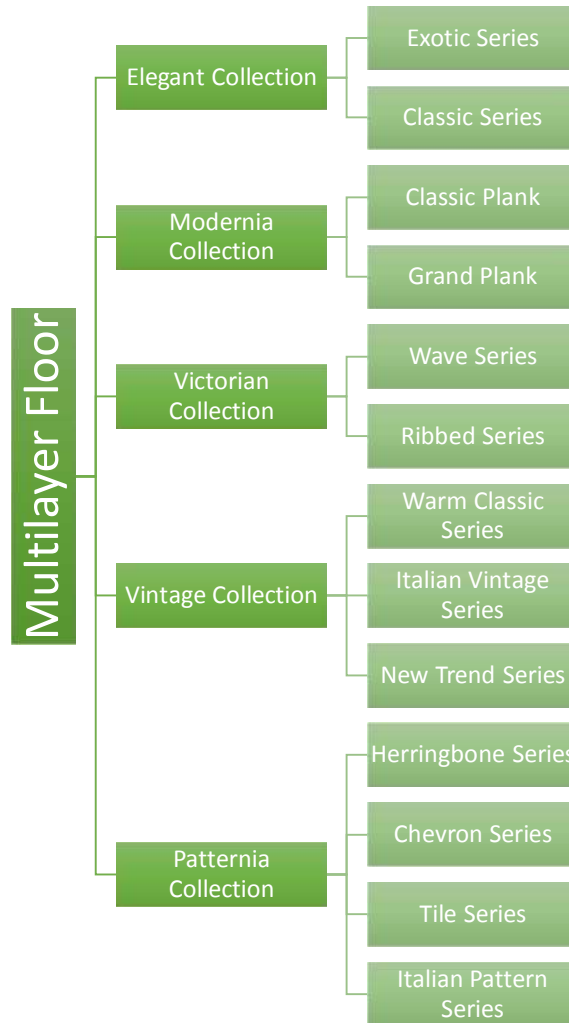 Multilayer Floor
Elegant Collection
Exotic Series
Classic Series
Modernia
Collection
Classic Plank
Grand Plank
Victorian
Collection
Wave Series
Ribbed Series
Vintage Collection
Warm Classic
Series
Italian Vintage
Series
New Trend Series
Patternia
Collection
Herringbone Series
Chevron Series
Tile Series
Italian Pattern
Series